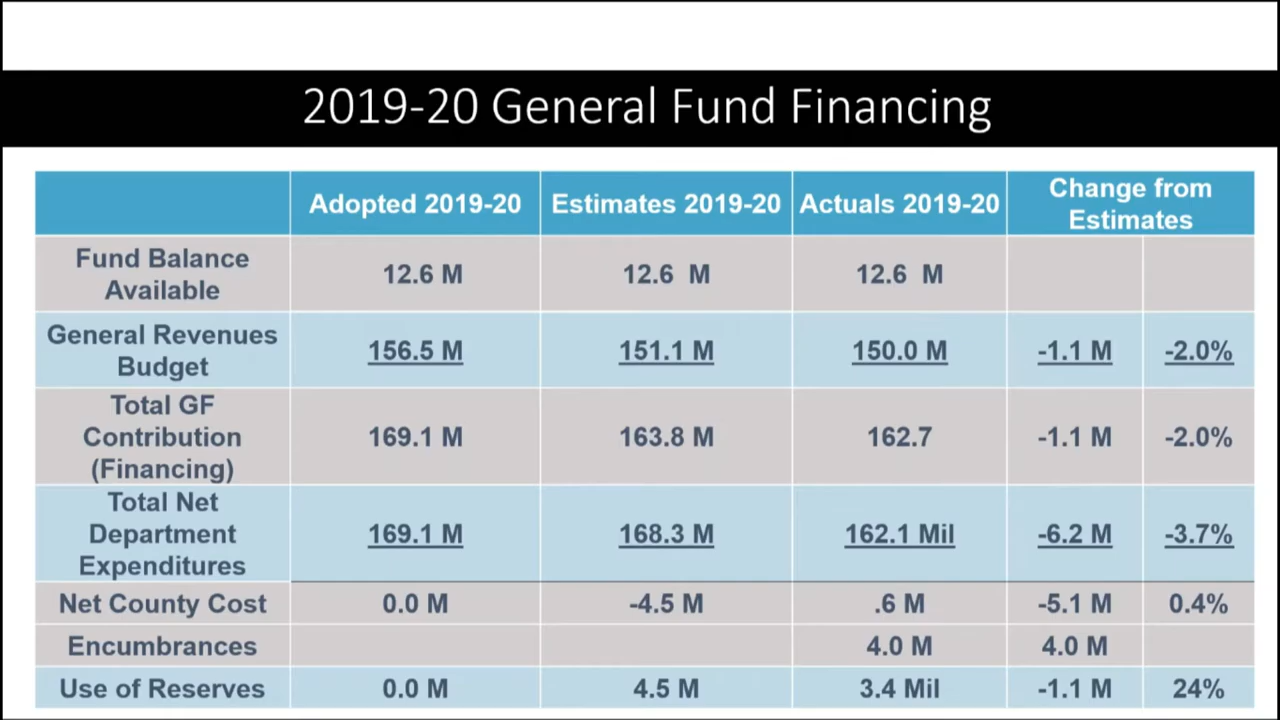 2019-20 General Fund Financing
Adopted 2019-20 Estimates 2019-20 Actuals 2019-20 Change from
Estimates
Fund Balance
Available 12.6 M 12.6 M 12.6 M
General Revenues
Budget 156.5 M 151.1 M 150.0 M -1.1 M -2.0%
Total GF
Contribution
(Financing) 169.1 M 163.8 M 162.7 -1.1 M -2.0%
Total Net
Department
Expenditures 169.1 M 168.3 M 162.1 Mil -6.2 M -3.7%
Net County Cost 0.0 M -4.5 M .6 M -5.1 M 0.4%
Encumbrances 4.0 M 4.0 M
Use of Reserves 0.0 M 4.5 M 3.4 Mil -1.1 M 24%